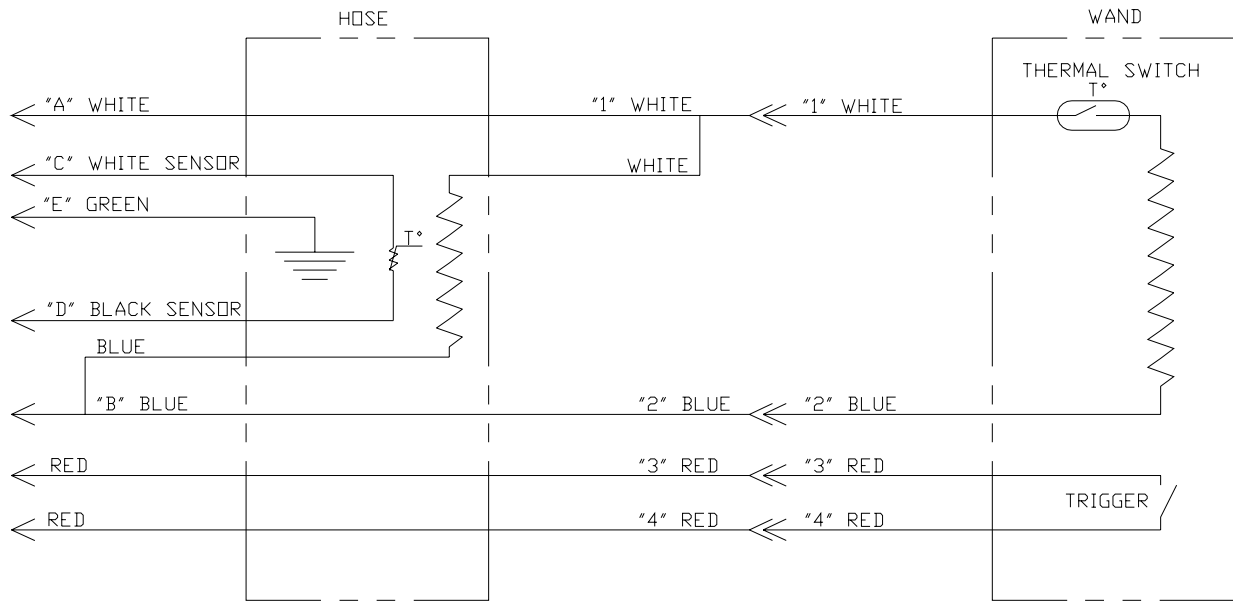 HOSE
WAND
THERMAL SWITCH
T°
"A" WHITE
"1" WHITE
"1" WHITE
"C" WHITE SENSOR
WHITE
"E" GREEN
T°
"D" BLACK SENSOR
BLUE
"B" BLUE
"2" BLUE
"2" BLUE
RED
"3" RED
"3" RED
TRIGGER
RED
"4" RED
"4" RED